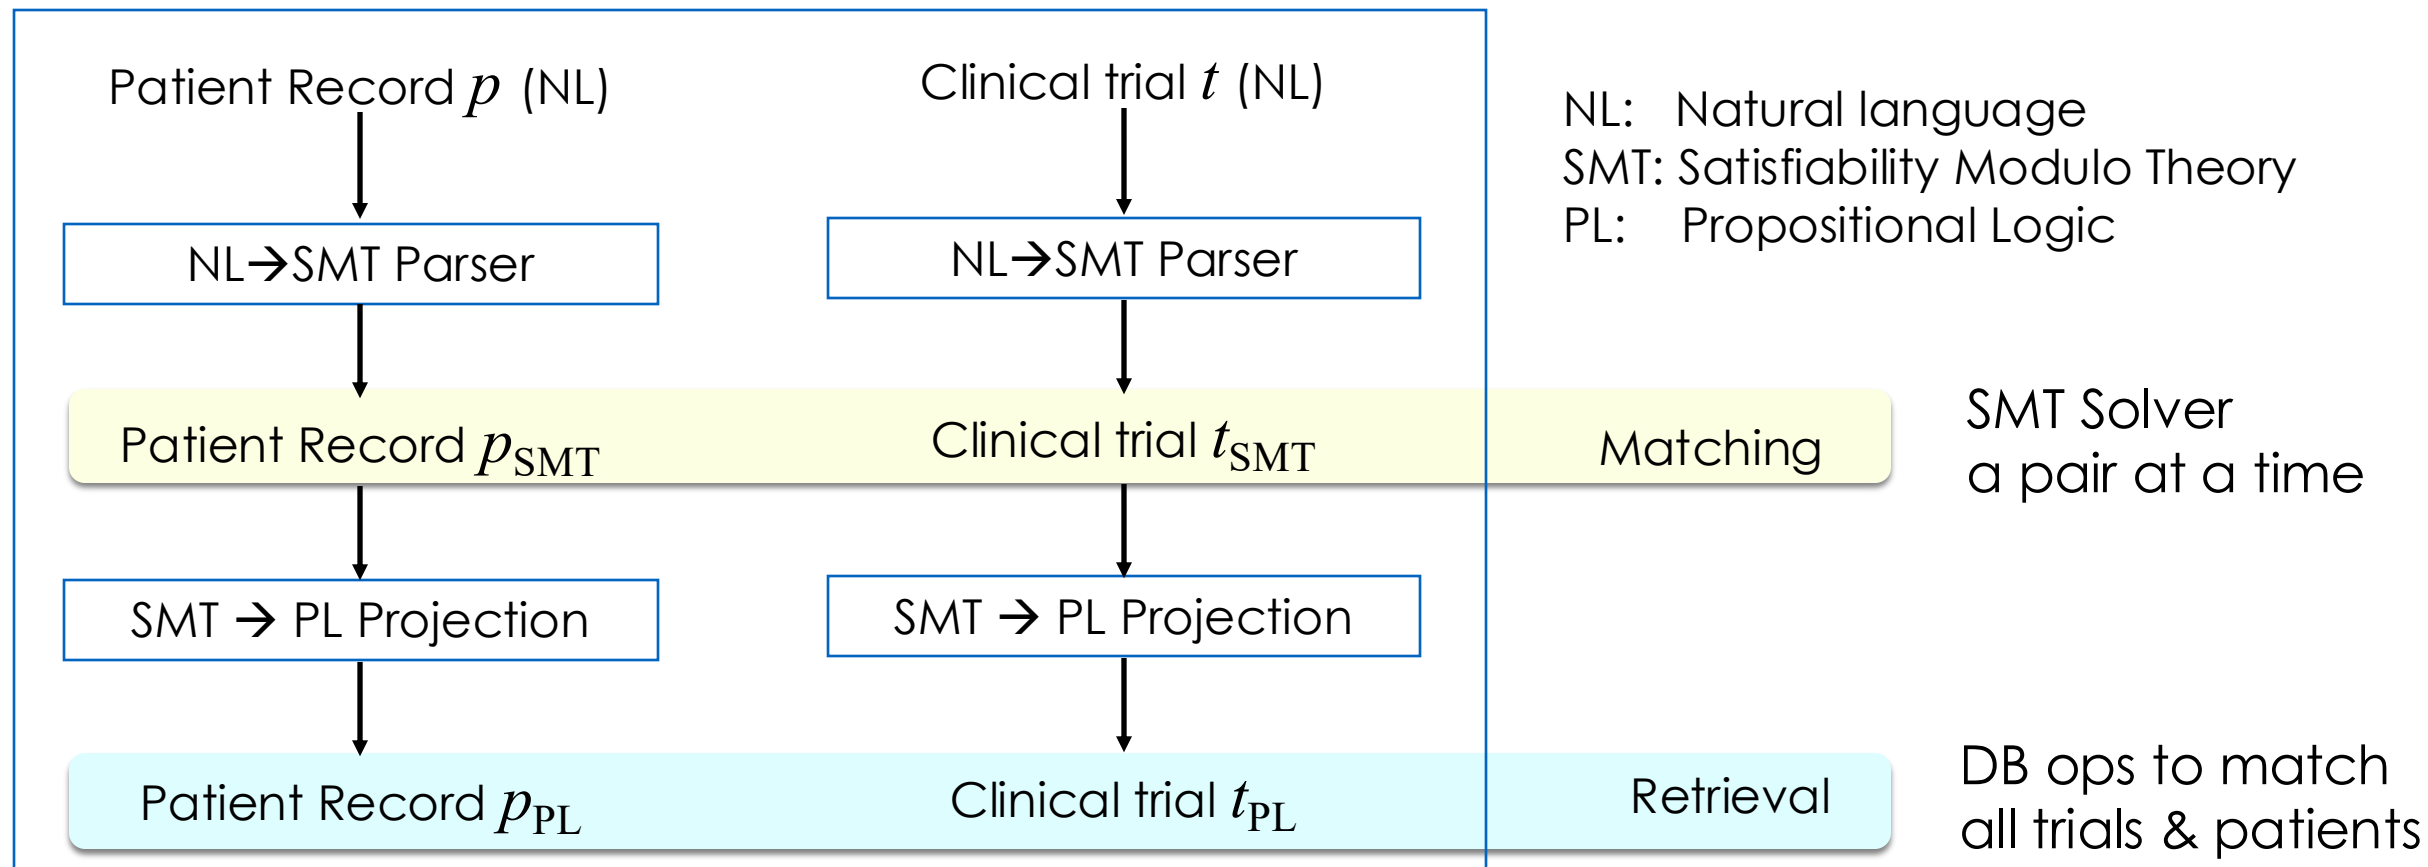 Patient Record p (NL)
Clinical trial t (NL)
NL: Natural language
SMT: Satisfiability Modulo Theory
PL: Propositional Logic
NL→SMT Parser
NL→SMT Parser
Patient Record pSMT
Clinical trial tSMT
Matching
SMT Solver
a pair at a time
SMT → PL Projection
SMT → PL Projection
Patient Record pPL
Clinical trial tPL
Retrieval
DB ops to match
all trials & patients